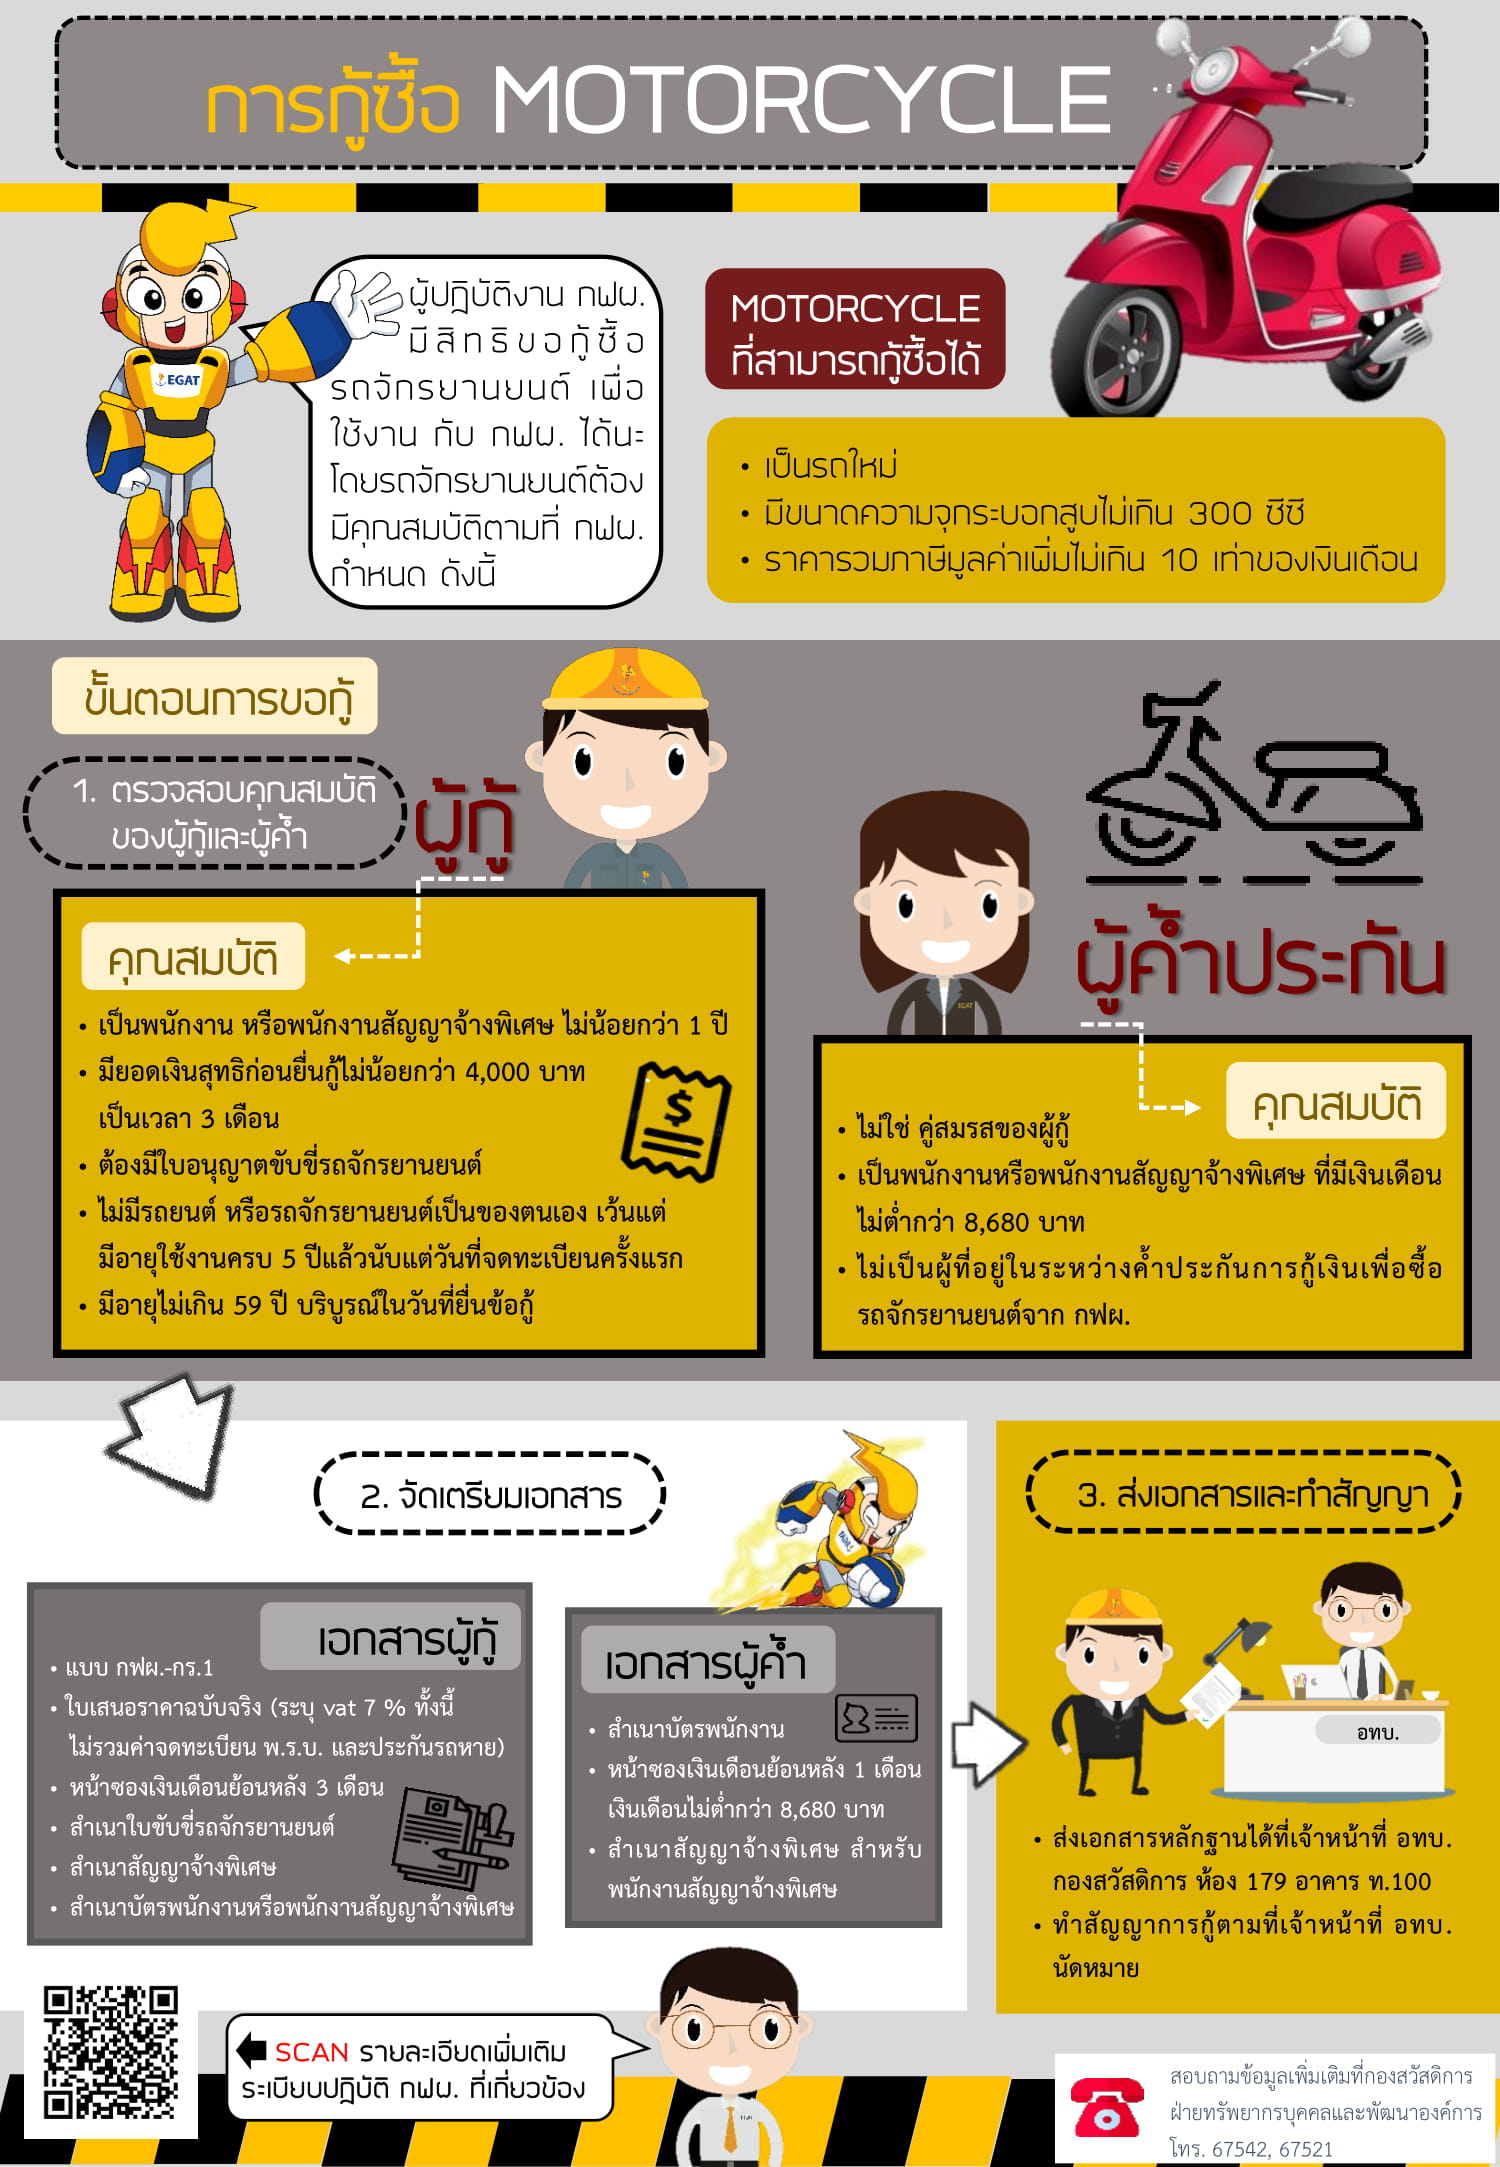 การกู้ซื้อ MOTORCYCLE
EGAT
ผู้ปฏิบัติงาน กฟผ.
มีสิทธิขอกู้ซื้อ
รถจักรยานยนต์ เพื่อ
ใช้งาน กับ กฟผ. ได้นะ
โดยรถจักรยานยนต์ต้อง
มีคุณสมบัติตามที่ กฟผ.
กำหนด ดังนี้
MOTORCYCLE
ที่สามารถกู้ซื้อได้
• เป็นรถใหม่
• มีขนาดความจุกระบอกสูบไม่เกิน 300 ซีซี
• ราคารวมภาษีมูลค่าเพิ่มไม่เกิน 10 เท่าของเงินเดือน
ขั้นตอนการขอกู้
1. ตรวจสอบคุณสมบัติ
ของผู้กู้และผู้ค้ำ
ผู้กู้
คุณสมบัติ
• เป็นพนักงาน หรือพนักงานสัญญาจ้างพิเศษ ไม่น้อยกว่า 1 ปี
• มียอดเงินสุทธิก่อนยื่นกู้ไม่น้อยกว่า 4,000 บาท
เป็นเวลา 3 เดือน
• ต้องมีใบอนุญาตขับขี่รถจักรยานยนต์
• ไม่มีรถยนต์ หรือรถจักรยานยนต์เป็นของตนเอง เว้นแต่
มีอายุใช้งานครบ 5 ปีแล้วนับแต่วันที่จดทะเบียนครั้งแรก
• มีอายุไม่เกิน 59 ปี บริบูรณ์ในวันที่ยื่นข้อกู้
EGAT
ผู้ค้ำประกัน
คุณสมบัติ
• ไม่ใช่ คู่สมรสของผู้กู้
• เป็นพนักงานหรือพนักงานสัญญาจ้างพิเศษ ที่มีเงินเดือน
ไม่ต่ำกว่า 8,680 บาท
• ไม่เป็นผู้ที่อยู่ในระหว่างค้ำประกันการกู้เงินเพื่อซื้อ
รถจักรยานยนต์จาก กฟผ.
2. จัดเตรียมเอกสาร
เอกสารผู้กู้
• แบบ กฟผ.-กร.1
• ใบเสนอราคาฉบับจริง (ระบุ vat 7 % ทั้งนี้
ไม่รวมค่าจดทะเบียน พ.ร.บ. และประกันรถหาย)
• หน้าซองเงินเดือนย้อนหลัง 3 เดือน
• สำเนาใบขับขี่รถจักรยานยนต์
• สำเนาสัญญาจ้างพิเศษ
• สำเนาบัตรพนักงานหรือพนักงานสัญญาจ้างพิเศษ
เอกสารผู้ค้ำ
• สำเนาบัตรพนักงาน
• หน้าซองเงินเดือนย้อนหลัง 1 เดือน
เงินเดือนไม่ต่ำกว่า 8,680 บาท
• สำเนาสัญญาจ้างพิเศษ สำหรับ
พนักงานสัญญาจ้างพิเศษ
3. ส่งเอกสารและทำสัญญา
อทบ.
• ส่งเอกสารหลักฐานได้ที่เจ้าหน้าที่ อทบ.
กองสวัสดิการ ห้อง 179 อาคาร ท.100
• ทำสัญญาการกู้ตามที่เจ้าหน้าที่ อทบ.
นัดหมาย
SCAN รายละเอียดเพิ่มเติม
ระเบียบปฏิบัติ กฟผ. ที่เกี่ยวข้อง
สอบถามข้อมูลเพิ่มเติมที่กองสวัสดิการ
ฝ่ายทรัพยากรบุคคลและพัฒนาองค์การ
โทร. 67542, 67521